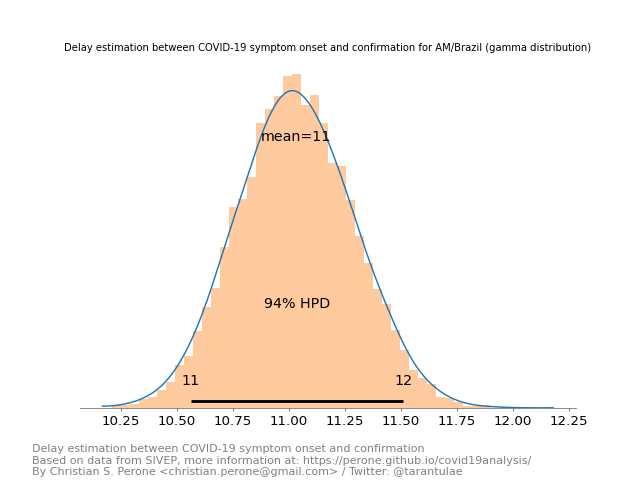 Delay estimation between COVID-19 symptom onset and confirmation for AM/Brazil (gamma distribution)
mean=11
94% HPD
11 12
10.25 10.50 10.75 11.00 11.25 11.50 11.75 12.00 12.25
Delay estimation between COVID-19 symptom onset and confirmation
Based on data from SIVEP, more information at: https://perone.github.io/covid19analysis/
By Christian S. Perone <christian.perone@gmail.com> / Twitter: @tarantulae